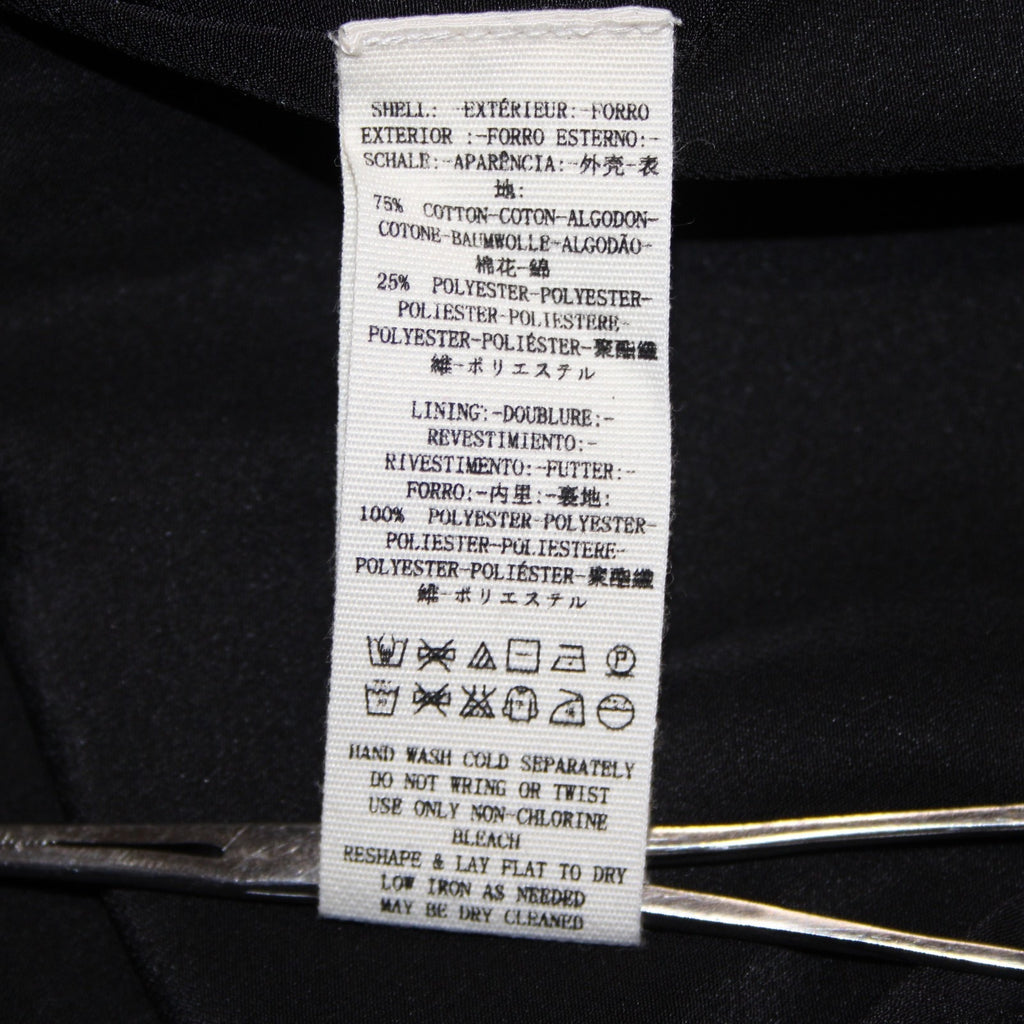 SHELL: -EXTÉRIEUR:-FORRO
EXTERIOR :-FORRO ESTERNO:-
SCHALE:-APARÊNCIA:-外壳-表
地:
75% COTTON-COTON-ALGODON-
COTONE-BAUMWOLLE-ALGODÃO-
棉花-綿
25% POLYESTER-POLYESTER-
POLIESTER-POLIESTERE-
POLYESTER-POLIÉSTER-聚酯纖
維-ポリエステル
LINING:-DOUBLURE:-
REVESTIMIENTO:-
RIVESTIMENTO:-FUTTER:-
FORRO:-内里:-裏地:
100% POLYESTER-POLYESTER-
POLIESTER-POLIESTERE-
POLYESTER-POLIÉSTER-聚酯纖
維-ポリエステル
P
HAND WASH COLD SEPARATELY
DO NOT WRING OR TWIST
USE ONLY NON-CHLORINE
BLEACH
RESHAPE & LAY FLAT TO DRY
LOW IRON AS NEEDED
MAY BE DRY CLEANED